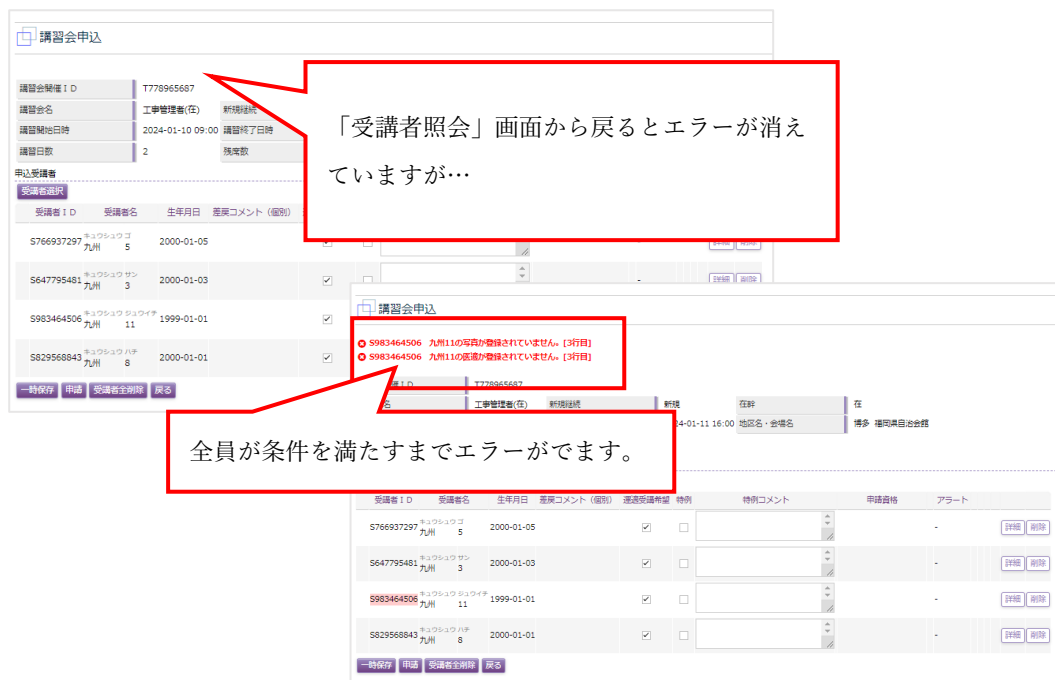 講習会申込
講習会開催ID T778965687
講習会名 工事管理者(在) 新規継続
講習開始日時 2024-01-10 09:00 講習終了日時
講習日数 2 残席数
申込受講者
受講者選択
受講者ID 受講者名 生年月日 差戻コメント(個別)
キュウシュウ ゴ
S766937297 九州 5 2000-01-05
キュウシュウ サン
S647795481 九州 3 2000-01-03 - 詳細 削除
キュウシュウ ジュウイチ
S983464506 九州 11 1999-01-01
キュウシュウ ハチ
S829568843 九州 8 2000-01-01
一時保存 申請 受講者全削除 戻る
「受講者照会」画面から戻るとエラーが消え
ていますが…
講習会申込
S983464506 九州11の写真が登録されていません。[3行目]
S983464506 九州11の医適が登録されていません。[3行目]
催ID T778965687
名 工事管理者(在) 新規継続 新規 在幹 在
24-01-11 16:00 地区名・会場名 博多 福岡県自治会館
全員が条件を満たすまでエラーがでます。
受講者ID 受講者名 生年月日 差戻コメント(個別) 運適受講希望 特例 特例コメント 申請資格 アラート
キュウシュウ ゴ
S766937297 九州 5 2000-01-05 - 詳細 削除
キュウシュウ サン
S647795481 九州 3 2000-01-03 - 詳細 削除
キュウシュウ ジュウイチ
S983464506 九州 11 1999-01-01 - 詳細 削除
キュウシュウ ハチ
S829568843 九州 8 2000-01-01 - 詳細 削除
一時保存 申請 受講者全削除 戻る